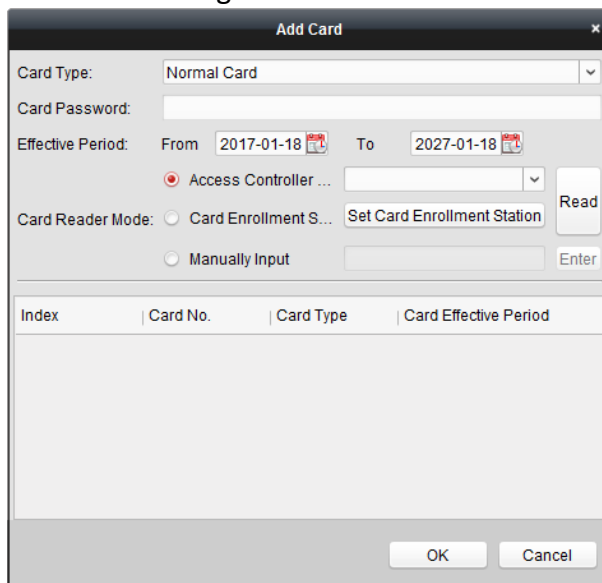 Add Card ×
Card Type: Normal Card
Card Password:
Effective Period: From 2017-01-18 To 2027-01-18
Access Controller ...
Read
Card Reader Mode: Card Enrollment S... Set Card Enrollment Station
Manually Input Enter
Index Card No. Card Type Card Effective Period
OK Cancel